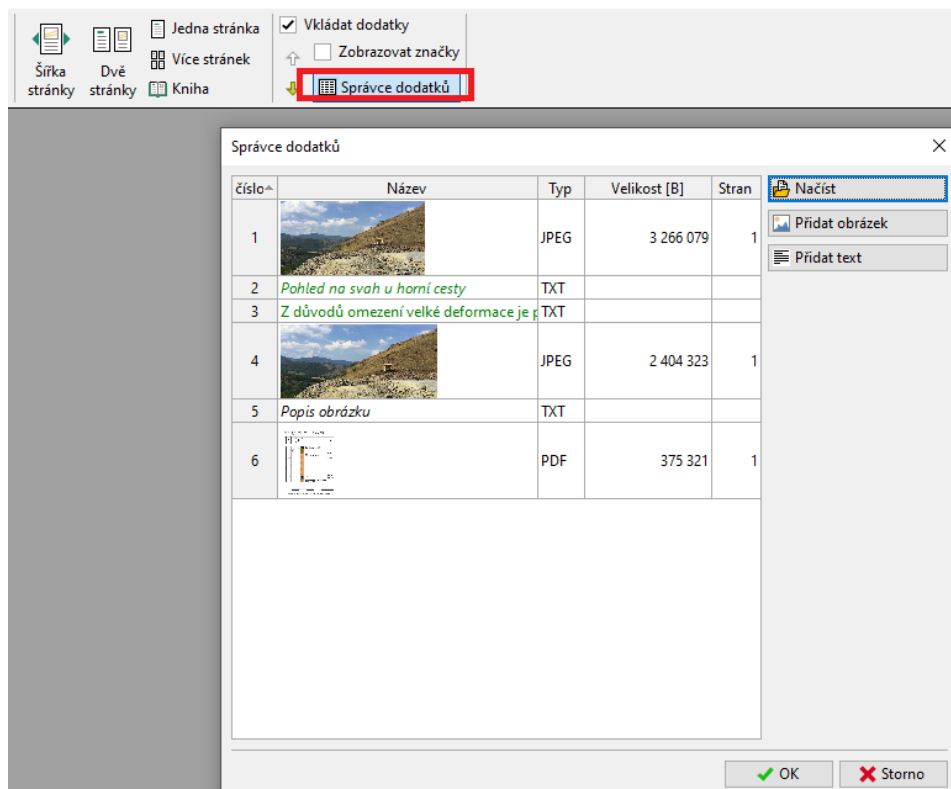 Šířka stránky
Dvě stránky
Jedna stránka
Více stránek
Kniha
Vkládat dodatky
Zobrazovat značky
Správce dodatků
Správce dodatků
číslo Název Typ Velikost [B] Stran
1 JPEG 3 266 079 1
2 Pohled na svah u horní cesty TXT
3 Z důvodů omezení velké deformace je p TXT
4 JPEG 2 404 323 1
5 Popis obrázku TXT
6 PDF 375 321 1
Načíst
Přidat obrázek
Přidat text
OK Storno